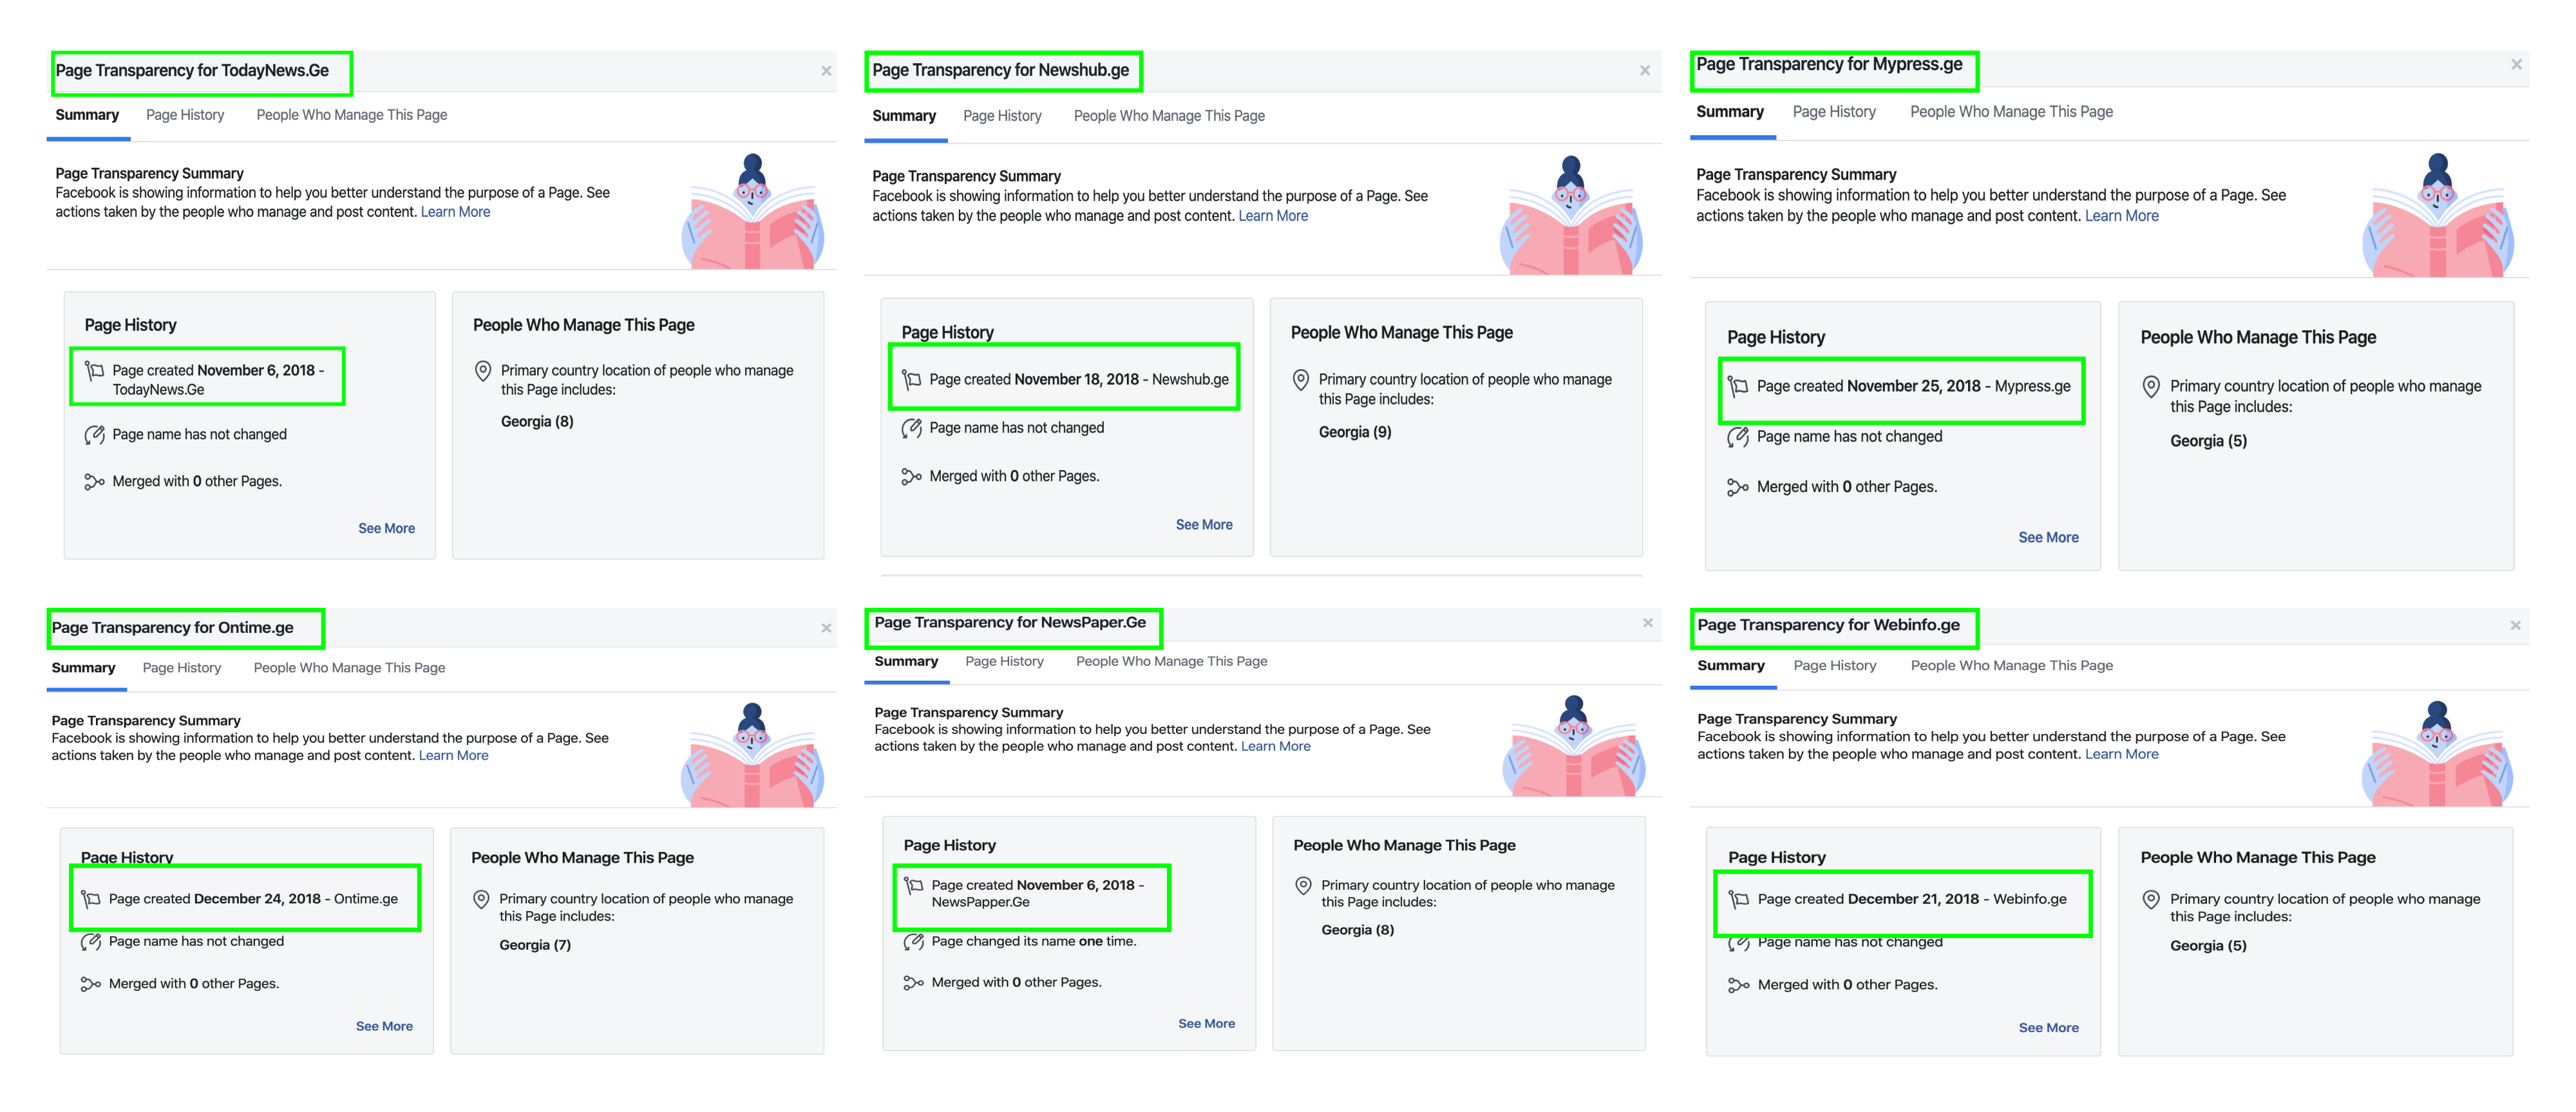 Page Transparency for TodayNews.Ge
Summary Page History People Who Manage This Page
Page Transparency Summary
Facebook is showing information to help you better understand the purpose of a Page. See
actions taken by the people who manage and post content. Learn More
Page History
Page created November 6, 2018 -
TodayNews.Ge
Page name has not changed
Merged with 0 other Pages.
See More
People Who Manage This Page
Primary country location of people who manage
this Page includes:
Georgia (8)
Page Transparency for Newshub.ge
Summary Page History People Who Manage This Page
Page Transparency Summary
Facebook is showing information to help you better understand the purpose of a Page. See
actions taken by the people who manage and post content. Learn More
Page History
Page created November 18, 2018 - Newshub.ge
Page name has not changed
Merged with 0 other Pages.
See More
People Who Manage This Page
Primary country location of people who manage
this Page includes:
Georgia (9)
Page Transparency for Mypress.ge
Summary Page History People Who Manage This Page
Page Transparency Summary
Facebook is showing information to help you better understand the purpose of a Page. See
actions taken by the people who manage and post content. Learn More
Page History
Page created November 25, 2018 - Mypress.ge
Page name has not changed
Merged with 0 other Pages.
See More
People Who Manage This Page
Primary country location of people who manage
this Page includes:
Georgia (5)
Page Transparency for Ontime.ge
Summary Page History People Who Manage This Page
Page Transparency Summary
Facebook is showing information to help you better understand the purpose of a Page. See
actions taken by the people who manage and post content. Learn More
Page History
Page created December 24, 2018 - Ontime.ge
Page name has not changed
Merged with 0 other Pages.
See More
People Who Manage This Page
Primary country location of people who manage
this Page includes:
Georgia (7)
Page Transparency for NewsPaper.Ge
Summary Page History People Who Manage This Page
Page Transparency Summary
Facebook is showing information to help you better understand the purpose of a Page. See
actions taken by the people who manage and post content. Learn More
Page History
Page created November 6, 2018 -
NewsPapper.Ge
Page changed its name one time.
Merged with 0 other Pages.
See More
People Who Manage This Page
Primary country location of people who manage
this Page includes:
Georgia (8)
Page Transparency for Webinfo.ge
Summary Page History People Who Manage This Page
Page Transparency Summary
Facebook is showing information to help you better understand the purpose of a Page. See
actions taken by the people who manage and post content. Learn More
Page History
Page created December 21, 2018 - Webinfo.ge
Page name has not changed
Merged with 0 other Pages.
See More
People Who Manage This Page
Primary country location of people who manage
this Page includes:
Georgia (5)